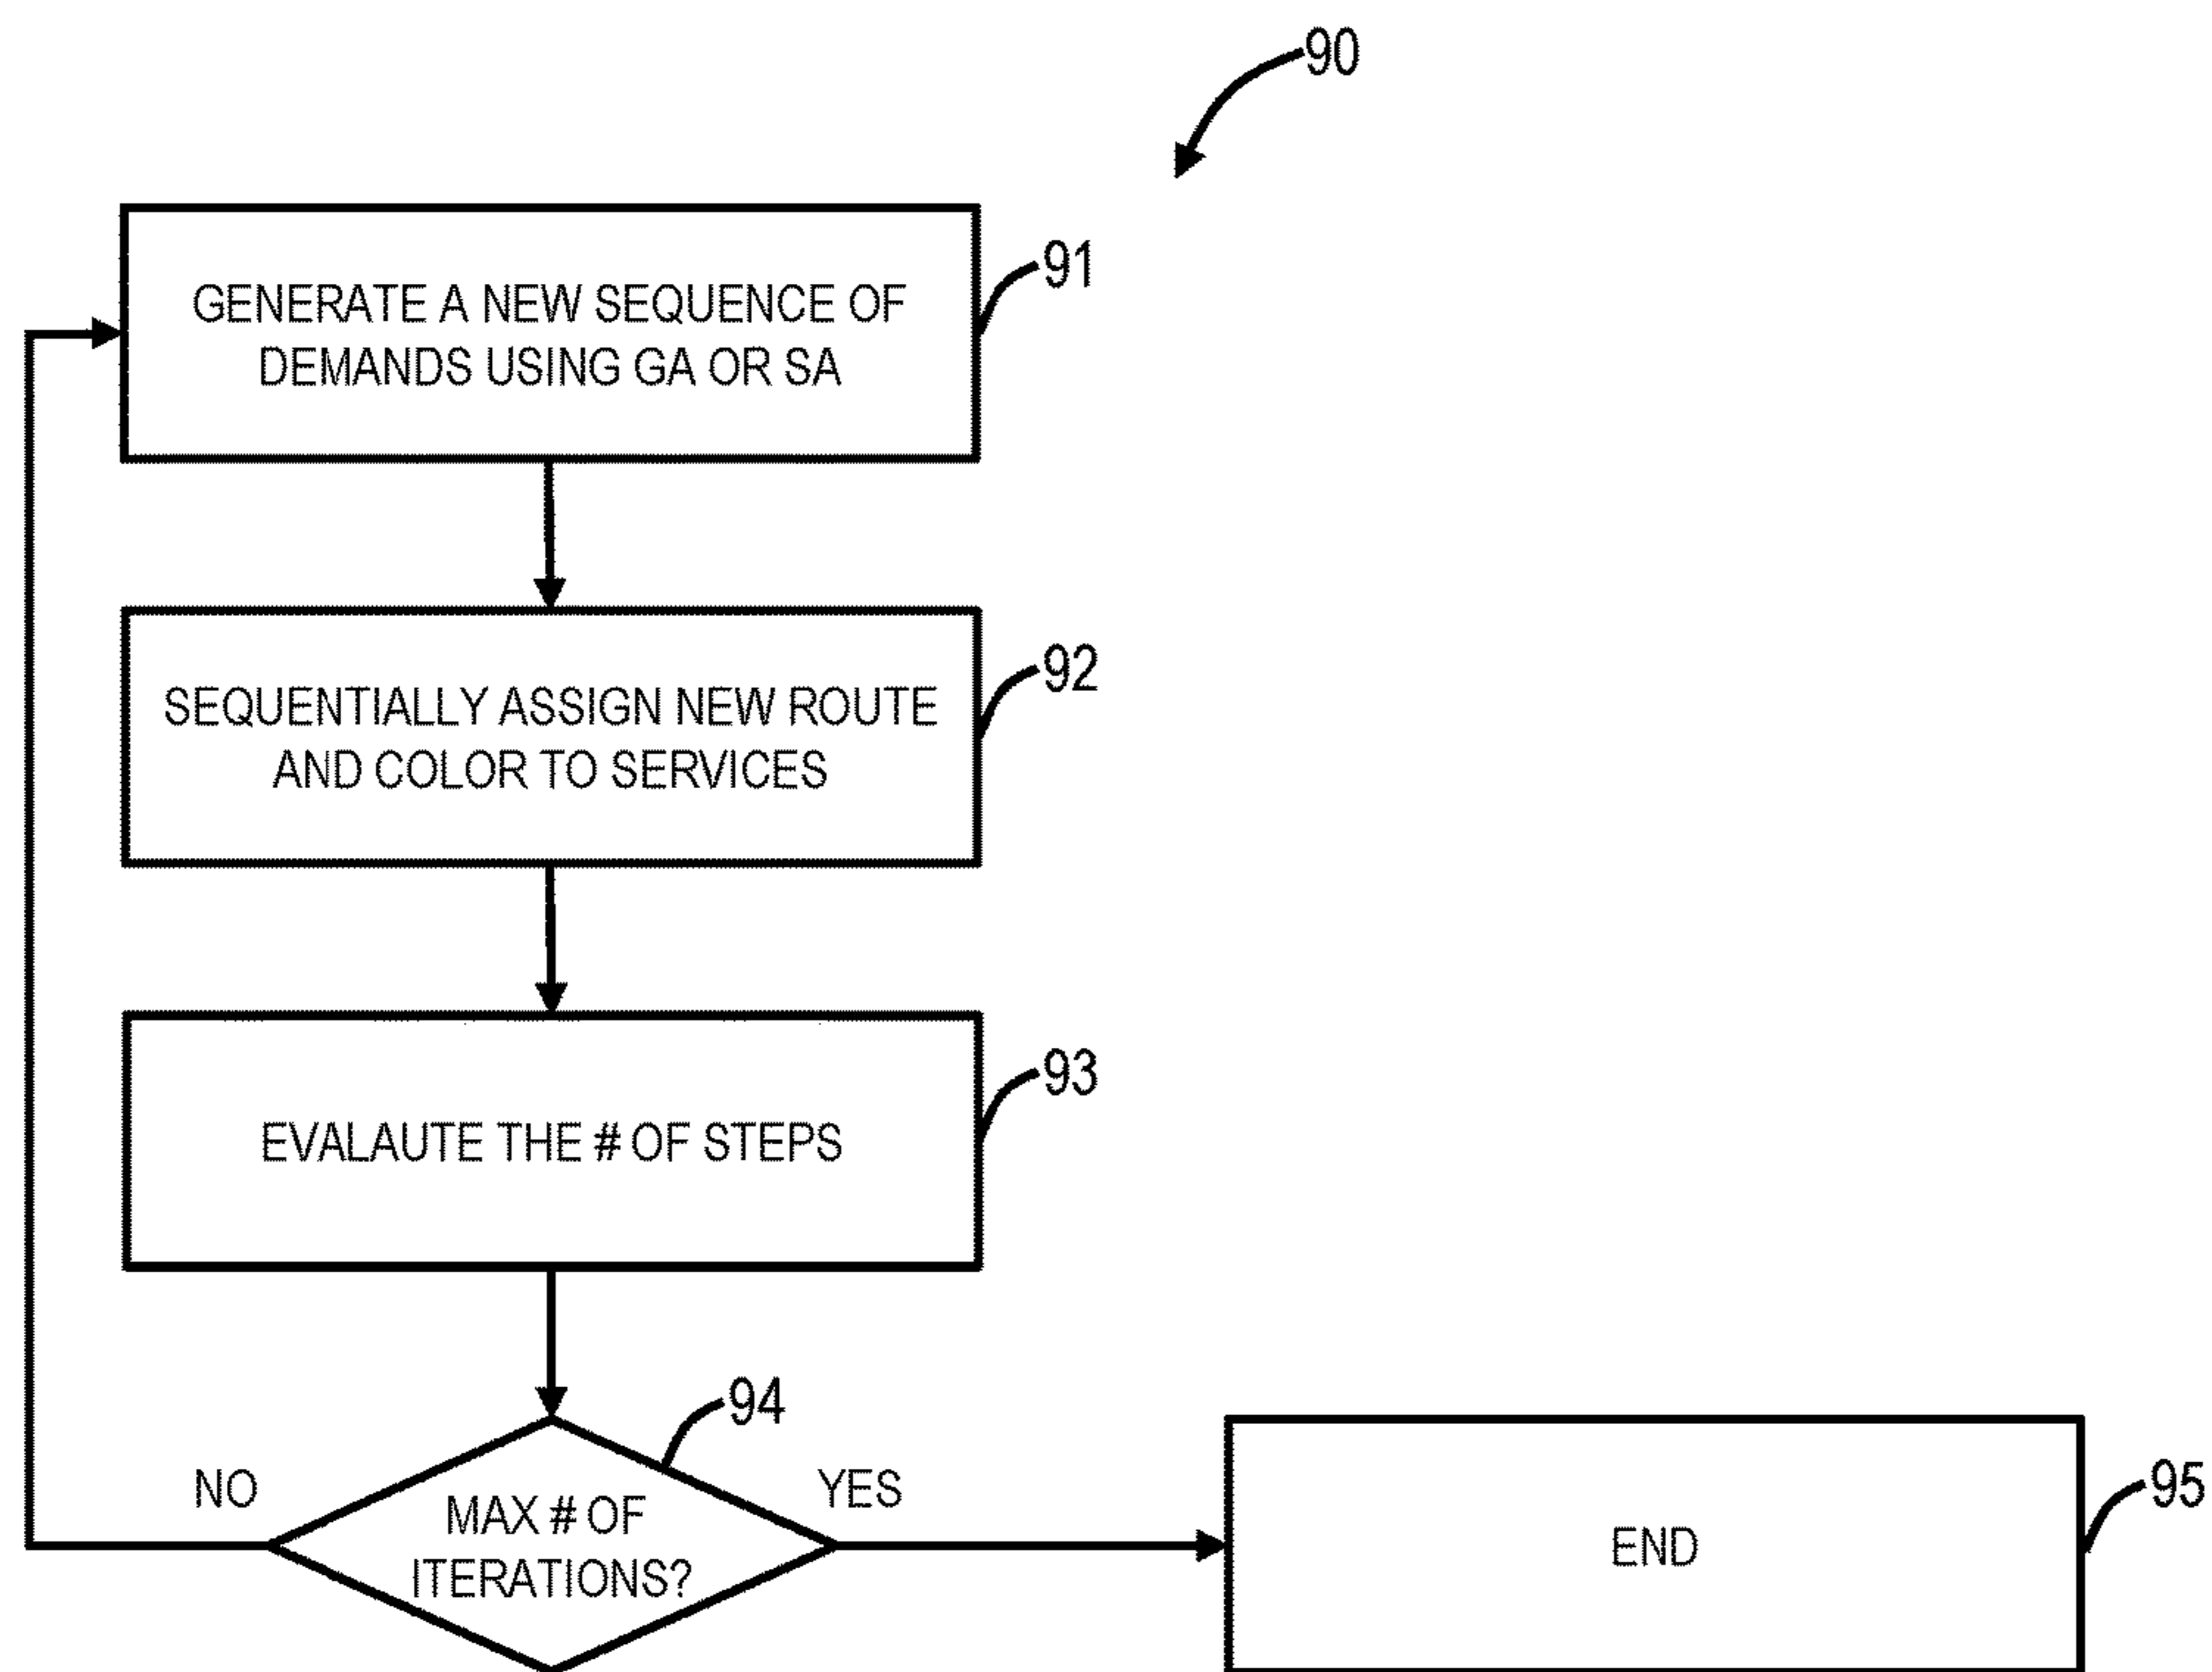 90
GENERATE A NEW SEQUENCE OF
DEMANDS USING GA OR SA
91
SEQUENTIALLY ASSIGN NEW ROUTE
AND COLOR TO SERVICES
92
EVALAUTE THE # OF STEPS
93
94
NO
MAX # OF
ITERATIONS?
YES
END
95